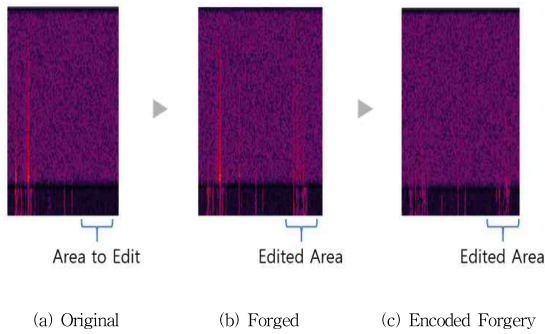 Area to Edit
Edited Area
Edited Area
(a) Original
(b) Forged
(c) Encoded Forgery